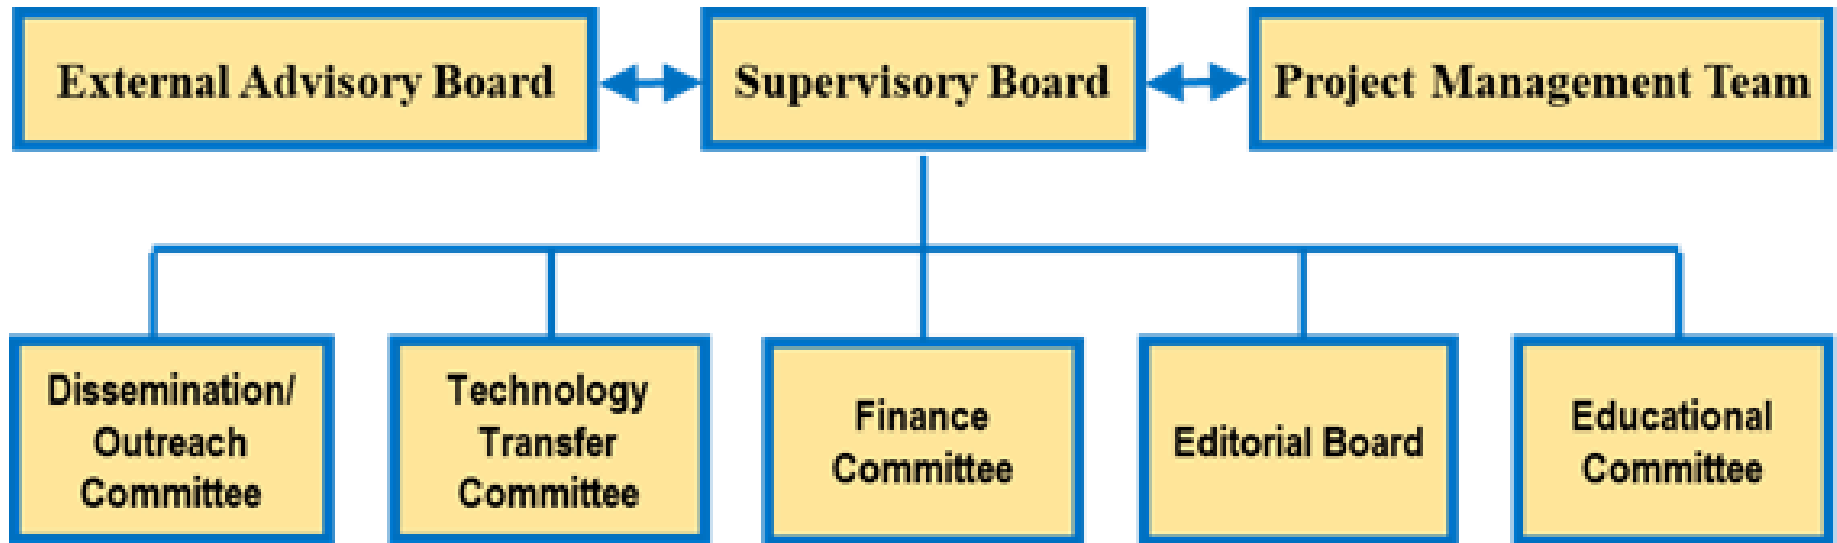 External Advisory Board
Supervisory Board
Project Management Team
Dissemination/
Outreach
Committee
Technology
Transfer
Committee
Finance
Committee
Editorial Board
Educational
Committee